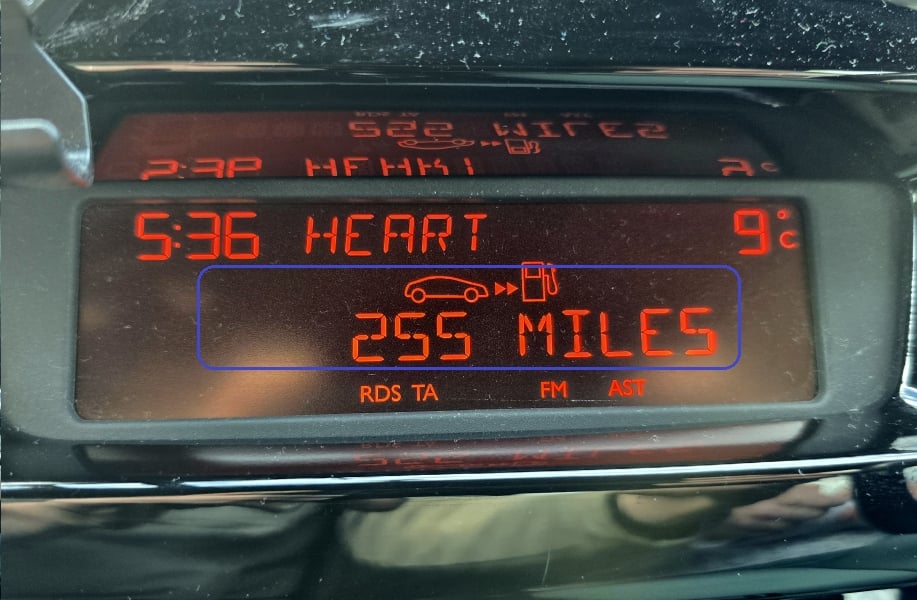 5:36 HEART 9°C
255 MILES
RDS TA FM AST